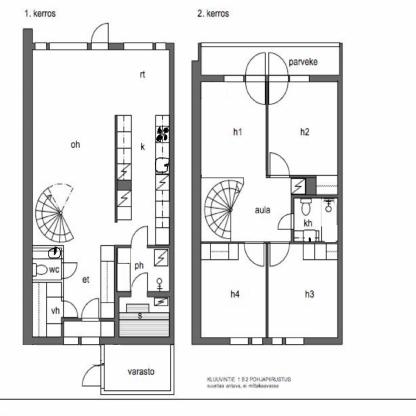 1. kerros
2. kerros
parveke
rt
oh
k
h1
h2
aula
kh
wc
et
ph
vh
s
h4
h3
varasto
KLUUVINTIE 1 B 2 POHJAPIIRUSTUS
suuntaa antava, ei mittakaavassa